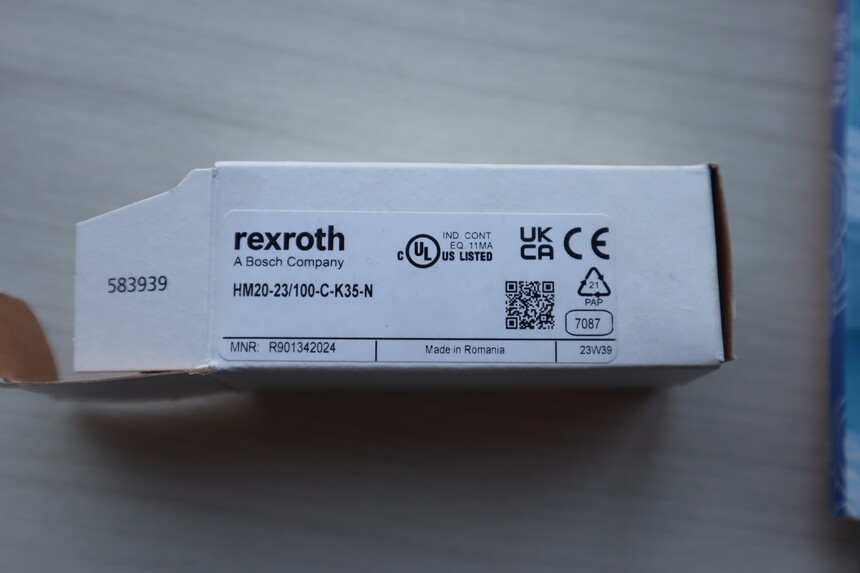 583939
rexroth
A Bosch Company
HM20-23/100-C-K35-N
C UL US LISTED
IND. CONT.
EQ. 11MA
UK
CA
CE
21
PAP
7087
MNR: R901342024
Made in Romania
23W39